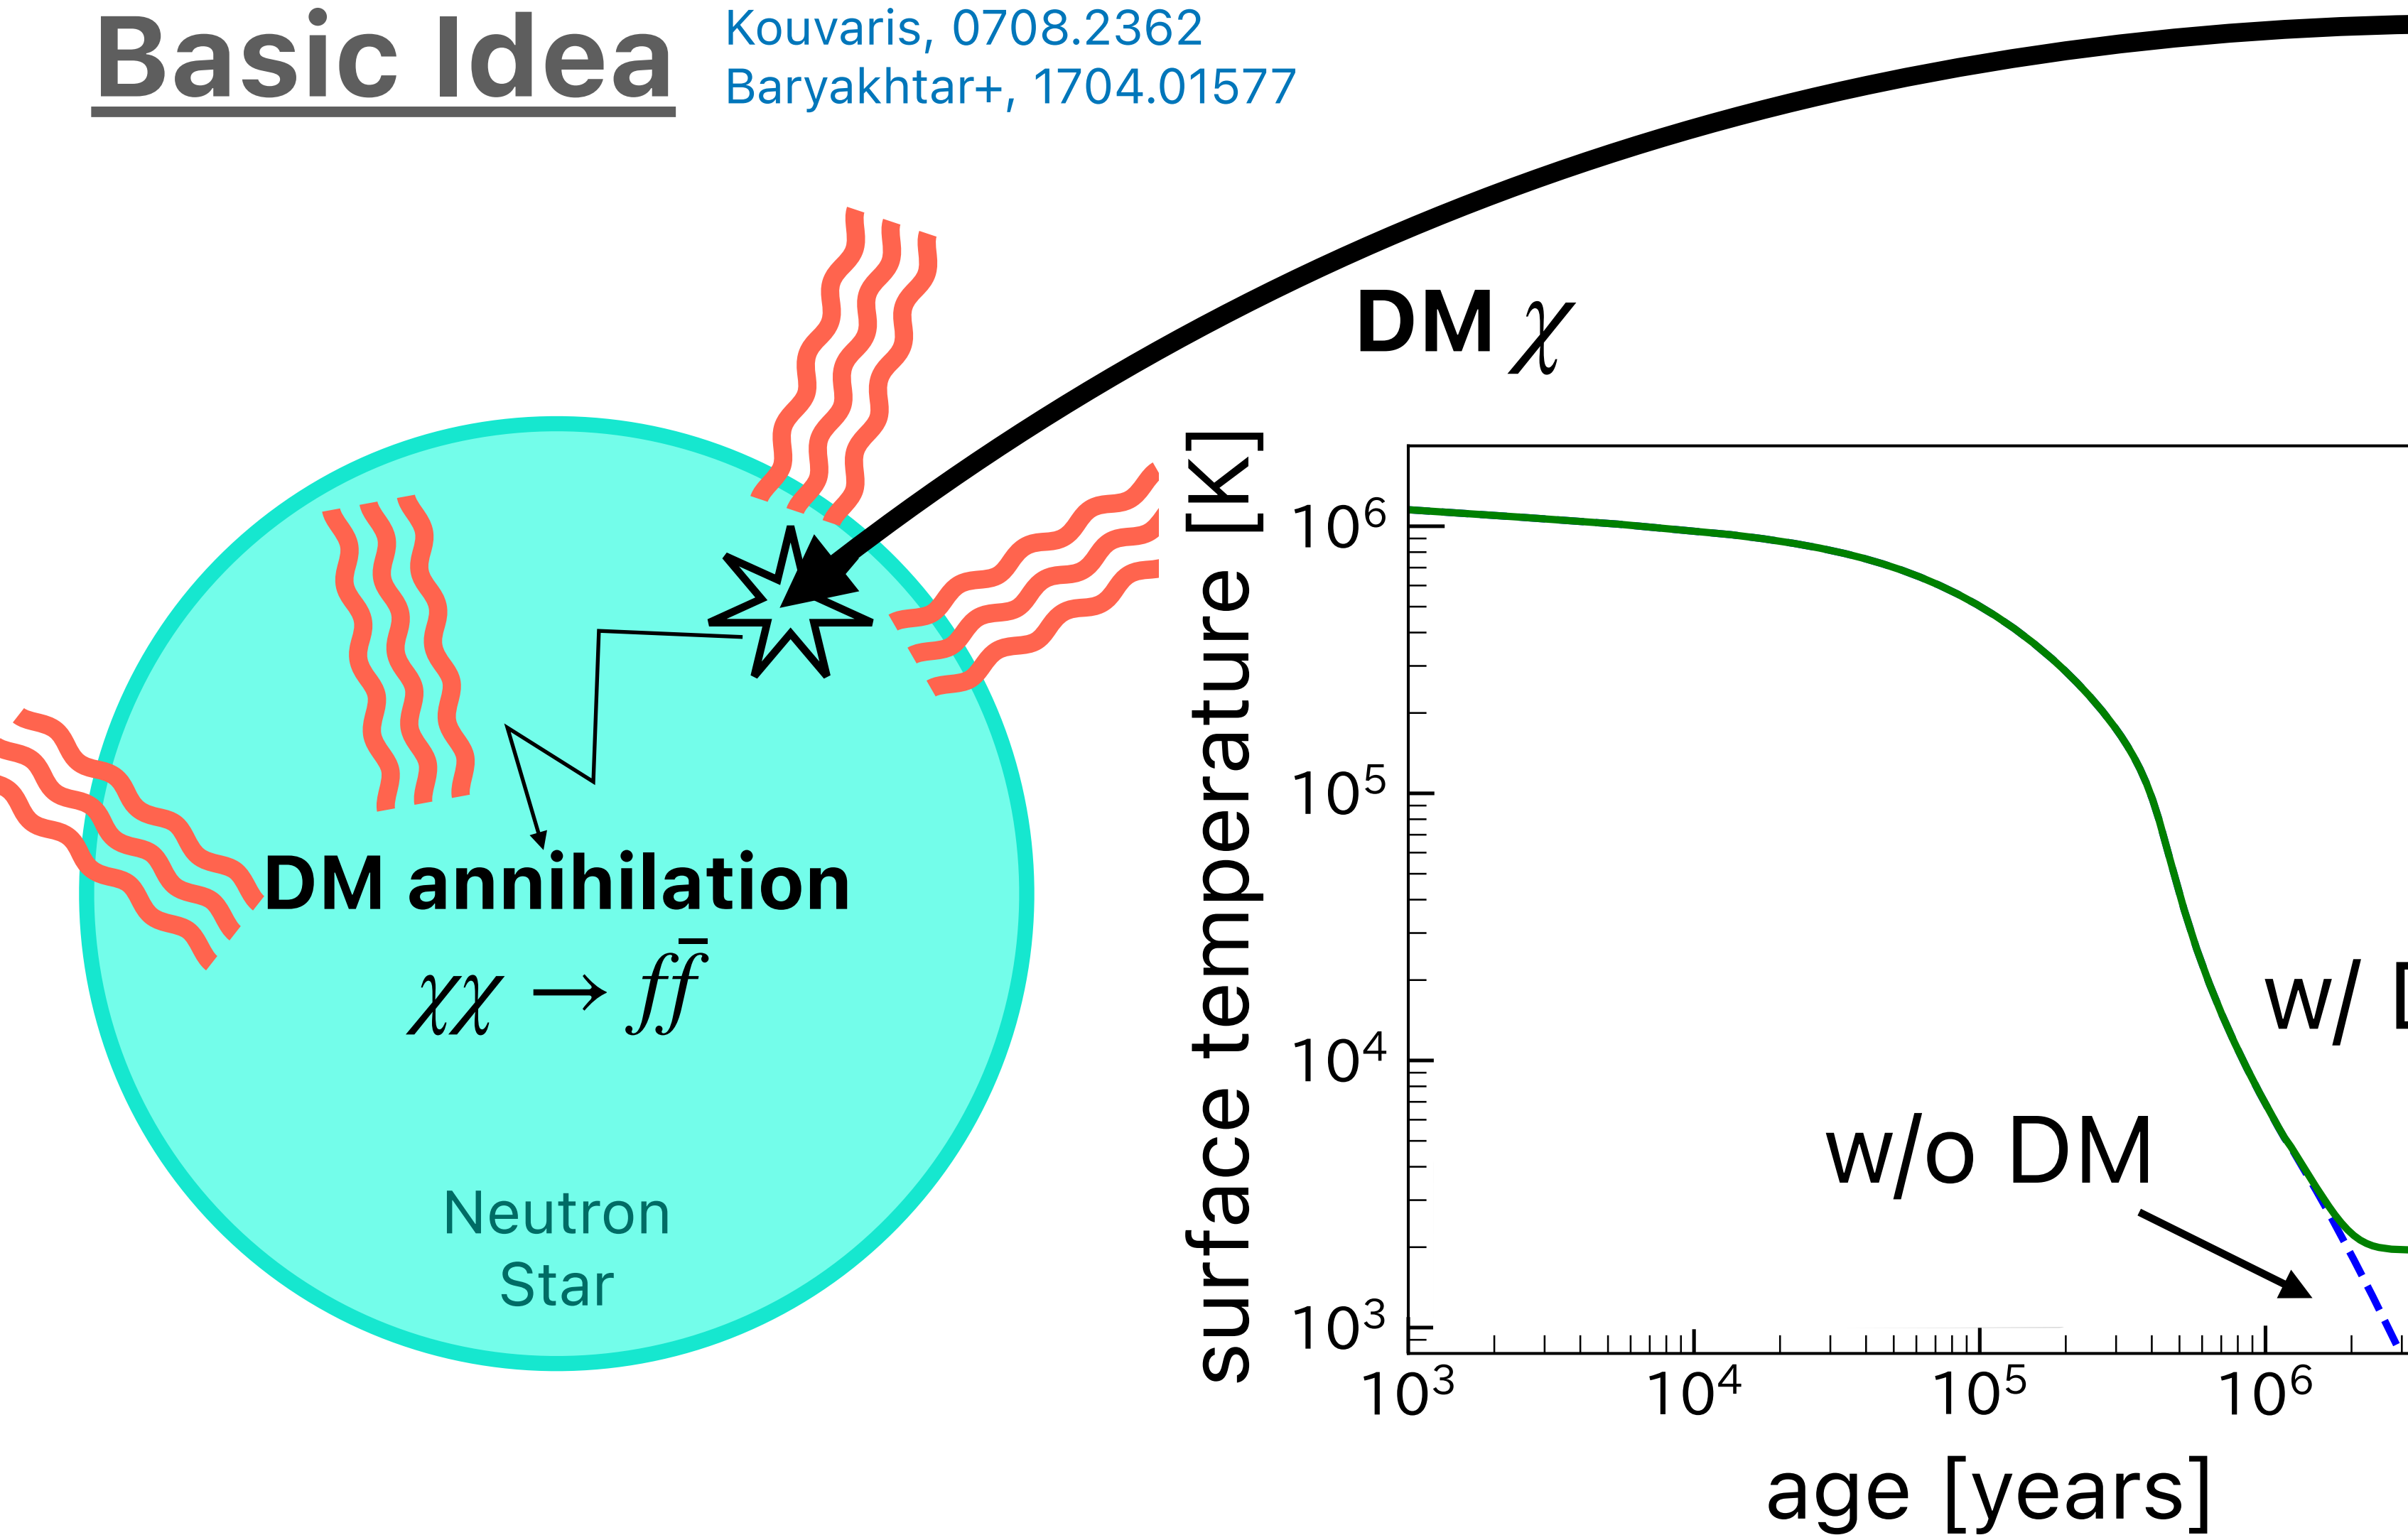 Basic Idea
Kouvaris, 0708.2362
Baryakhtar+, 1704.01577
DM χ
DM annihilation
χχ → ff̄
Neutron
Star
surface temperature [K]
10⁶
10⁵
10⁴
10³
w/
w/o DM
10³ 10⁴ 10⁵ 10⁶
age [years]